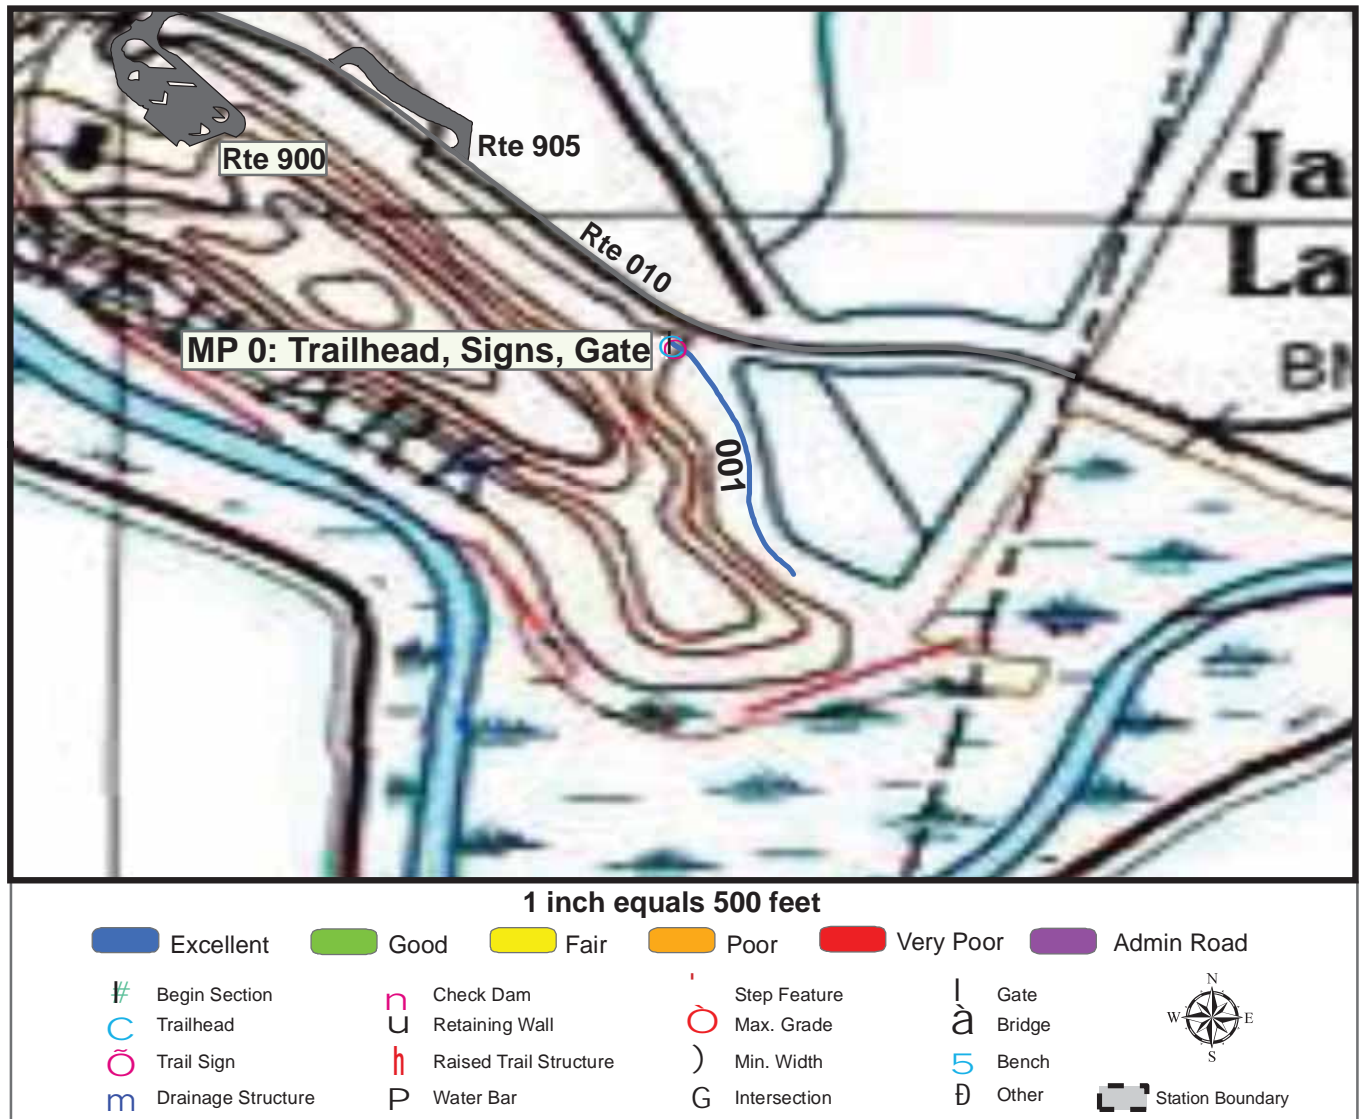 Rte 905
Rte 900
Ja
Rte 010
La
MP 0: Trailhead, Signs, Gate
BM
ARK
001
1 inch equals 500 feet
Excellent Good Fair Poor Very Poor Admin Road
# Begin Section
n Check Dam
' Step Feature
l Gate
N
C Trailhead
u Retaining Wall
Ò Max. Grade
à Bridge
W E
Õ Trail Sign
h Raised Trail Structure
) Min. Width
5 Bench
S
m Drainage Structure
P Water Bar
G Intersection
Ð Other
Station Boundary